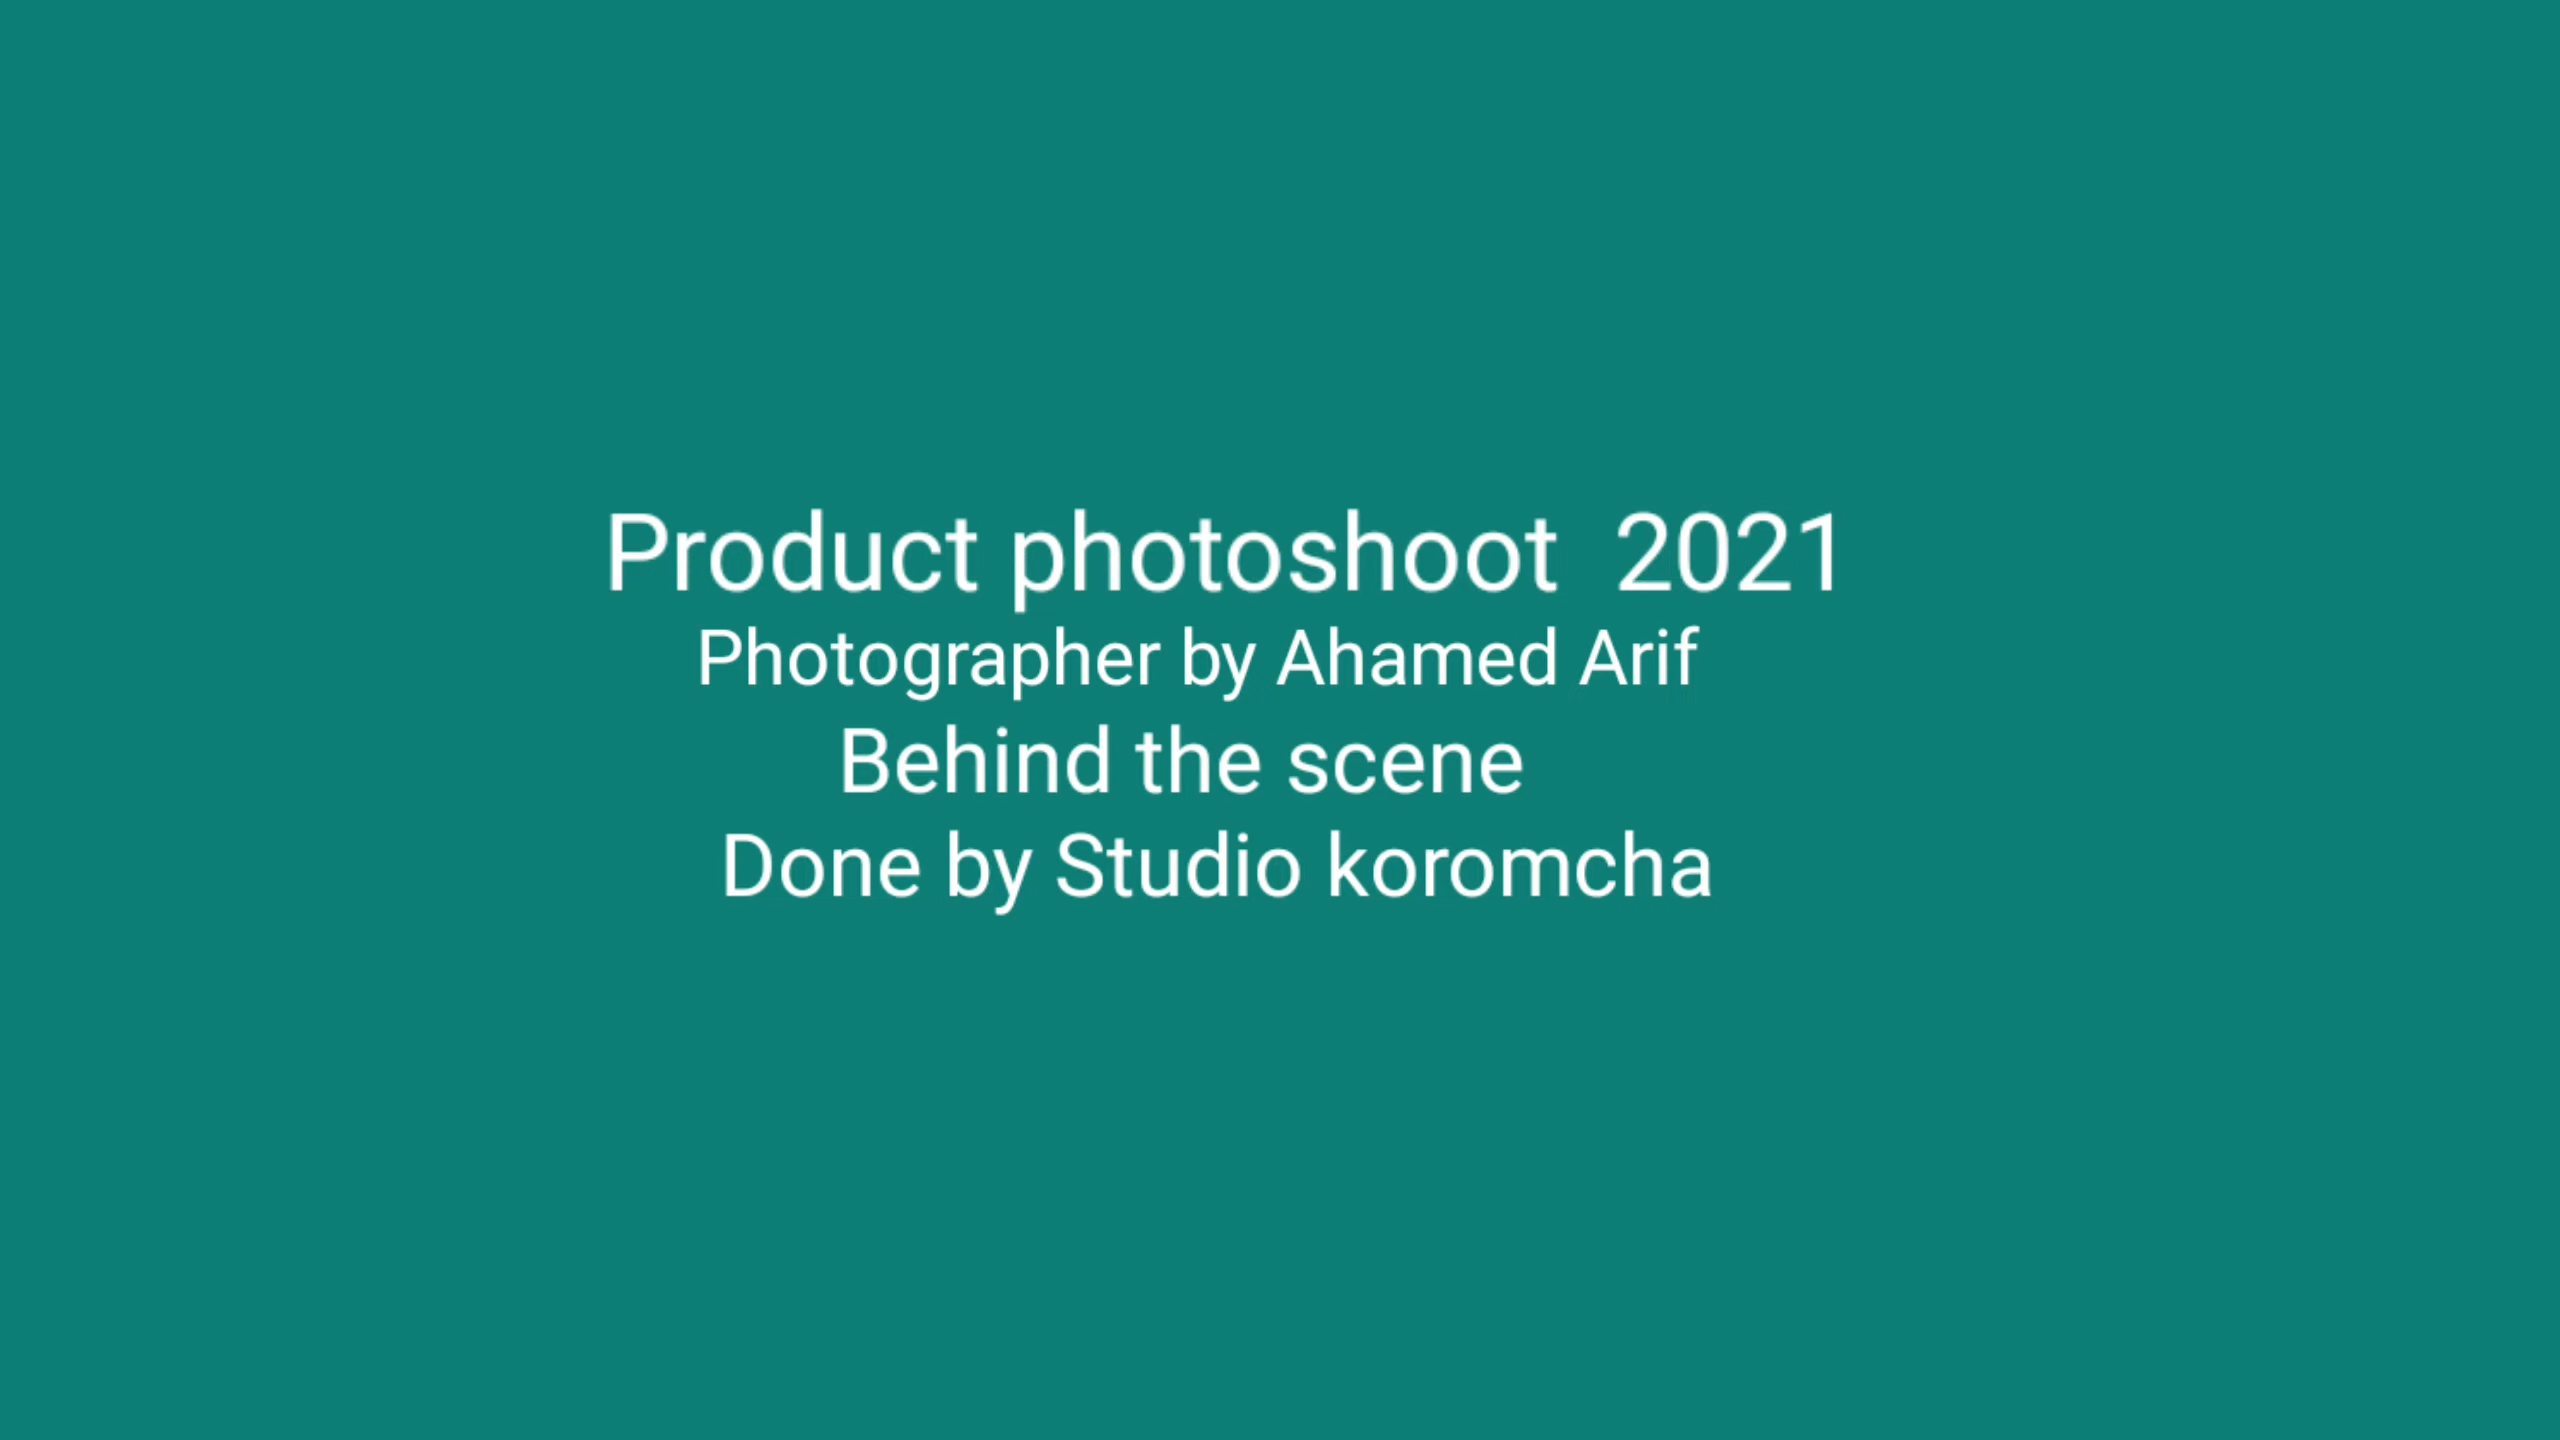 Product photoshoot  2021
Photographer by Ahamed Arif
Behind the scene
Done by Studio koromcha